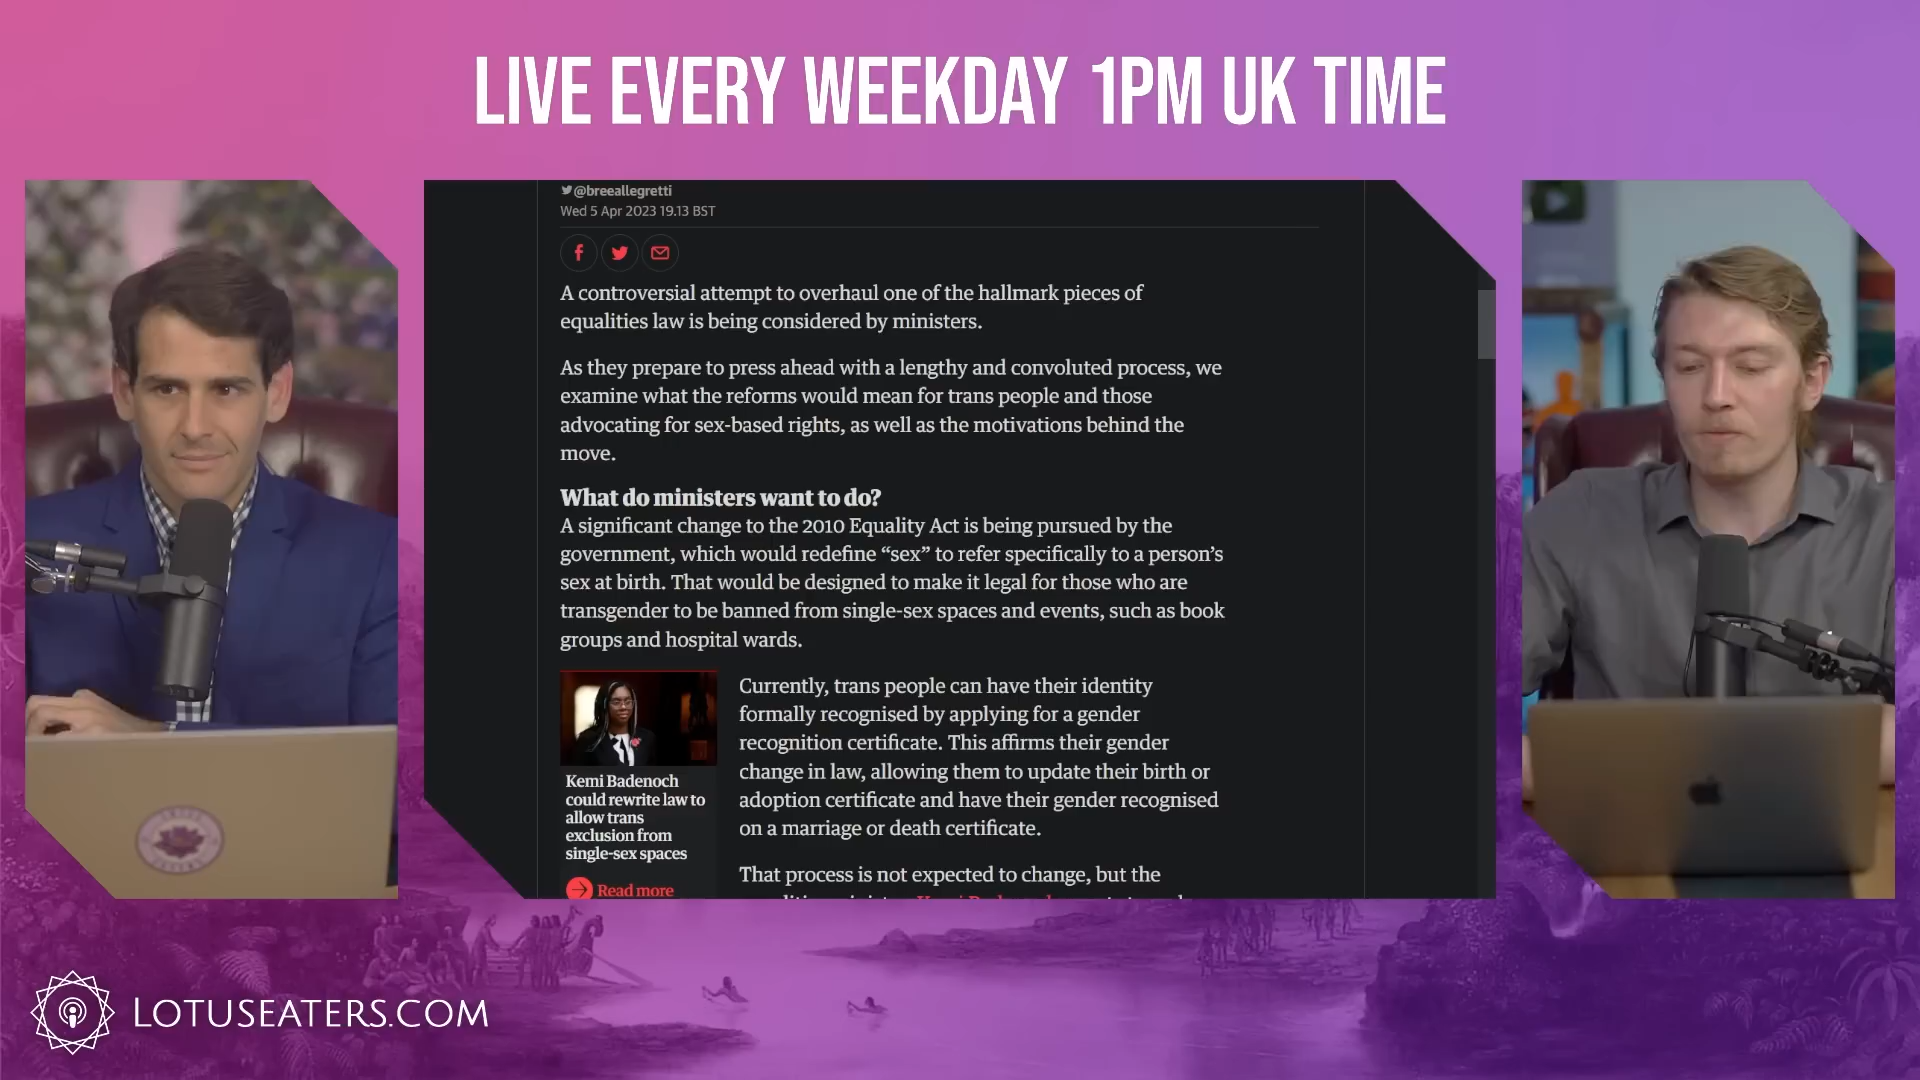 LIVE EVERY WEEKDAY 1PM UK TIME
@breeallegretti
Wed 5 Apr 2023 19.13 BST
A controversial attempt to overhaul one of the hallmark pieces of
equalities law is being considered by ministers.
As they prepare to press ahead with a lengthy and convoluted process, we
examine what the reforms would mean for trans people and those
advocating for sex-based rights, as well as the motivations behind the
move.
What do ministers want to do?
A significant change to the 2010 Equality Act is being pursued by the
government, which would redefine “sex” to refer specifically to a person’s
sex at birth. That would be designed to make it legal for those who are
transgender to be banned from single-sex spaces and events, such as book
groups and hospital wards.
Kemi Badenoch
could rewrite law to
allow trans
exclusion from
single-sex spaces
Read more
Currently, trans people can have their identity
formally recognised by applying for a gender
recognition certificate. This affirms their gender
change in law, allowing them to update their birth or
adoption certificate and have their gender recognised
on a marriage or death certificate.
That process is not expected to change, but the
LOTUSEATERS.COM